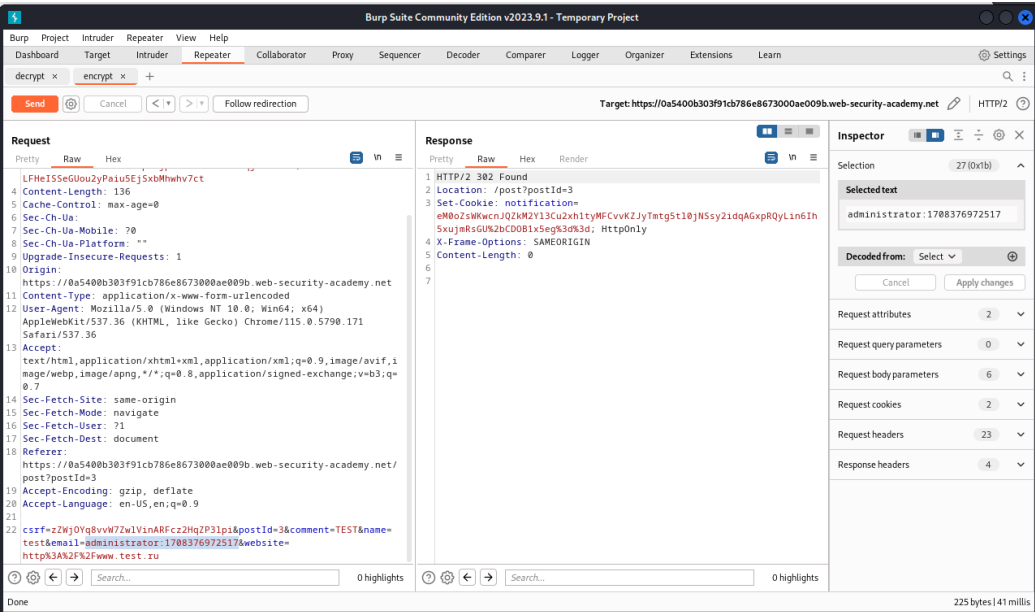 Burp Suite Community Edition v2023.9.1 - Temporary Project
Burp Project Intruder Repeater View Help
Dashboard Target Intruder Repeater Collaborator Proxy Sequencer Decoder Comparer Logger Organizer Extensions Learn Settings
decrypt × encrypt × +
Send Cancel < > Follow redirection Target: https://0a5400b303f91cb786e8673000ae009b.web-security-academy.net HTTP/2
Request
Pretty Raw Hex \n
LFHeISSeGUou2yPaiu5EjSxbMhwhv7ct
4 Content-Length: 136
5 Cache-Control: max-age=0
6 Sec-Ch-Ua:
7 Sec-Ch-Ua-Mobile: ?0
8 Sec-Ch-Ua-Platform: ""
9 Upgrade-Insecure-Requests: 1
10 Origin:
https://0a5400b303f91cb786e8673000ae009b.web-security-academy.net
11 Content-Type: application/x-www-form-urlencoded
12 User-Agent: Mozilla/5.0 (Windows NT 10.0; Win64; x64)
AppleWebKit/537.36 (KHTML, like Gecko) Chrome/115.0.5790.171
Safari/537.36
13 Accept:
text/html,application/xhtml+xml,application/xml;q=0.9,image/avif,i
mage/webp,image/apng,*/*;q=0.8,application/signed-exchange;v=b3;q=
0.7
14 Sec-Fetch-Site: same-origin
15 Sec-Fetch-Mode: navigate
16 Sec-Fetch-User: ?1
17 Sec-Fetch-Dest: document
18 Referer:
https://0a5400b303f91cb786e8673000ae009b.web-security-academy.net/
post?postId=3
19 Accept-Encoding: gzip, deflate
20 Accept-Language: en-US,en;q=0.9
21
22 csrf=zZWjOYq8vvW7ZwlVinARFcz2HqZP3lpi&postId=3&comment=TEST&name=
test&email=administrator:1708376972517&website=
http%3A%2F%2Fwww.test.ru
Search... 0 highlights
Response
Pretty Raw Hex Render \n
1 HTTP/2 302 Found
2 Location: /post?postId=3
3 Set-Cookie: notification=
eM0oZsWKwcnJQZkM2Y13Cu2xh1tyMFCvvKZJyTmtg5tl0jNSsy2idqAGxpRQyLin6Ih
5xujmRsGU%2bCDOB1x5eg%3d%3d; HttpOnly
4 X-Frame-Options: SAMEORIGIN
5 Content-Length: 0
6
7
Search... 0 highlights
Inspector
Selection 27 (0x1b)
Selected text
administrator:1708376972517
Decoded from: Select
Cancel Apply changes
Request attributes 2
Request query parameters 0
Request body parameters 6
Request cookies 2
Request headers 23
Response headers 4
Done
225 bytes | 41 millis